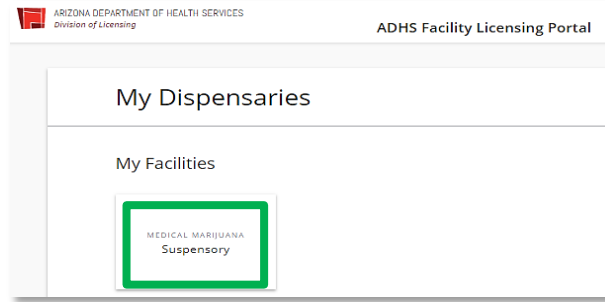 ARIZONA DEPARTMENT OF HEALTH SERVICES
Division of Licensing
ADHS Facility Licensing Portal
My Dispensaries
My Facilities
MEDICAL MARIJUANA
Suspensory